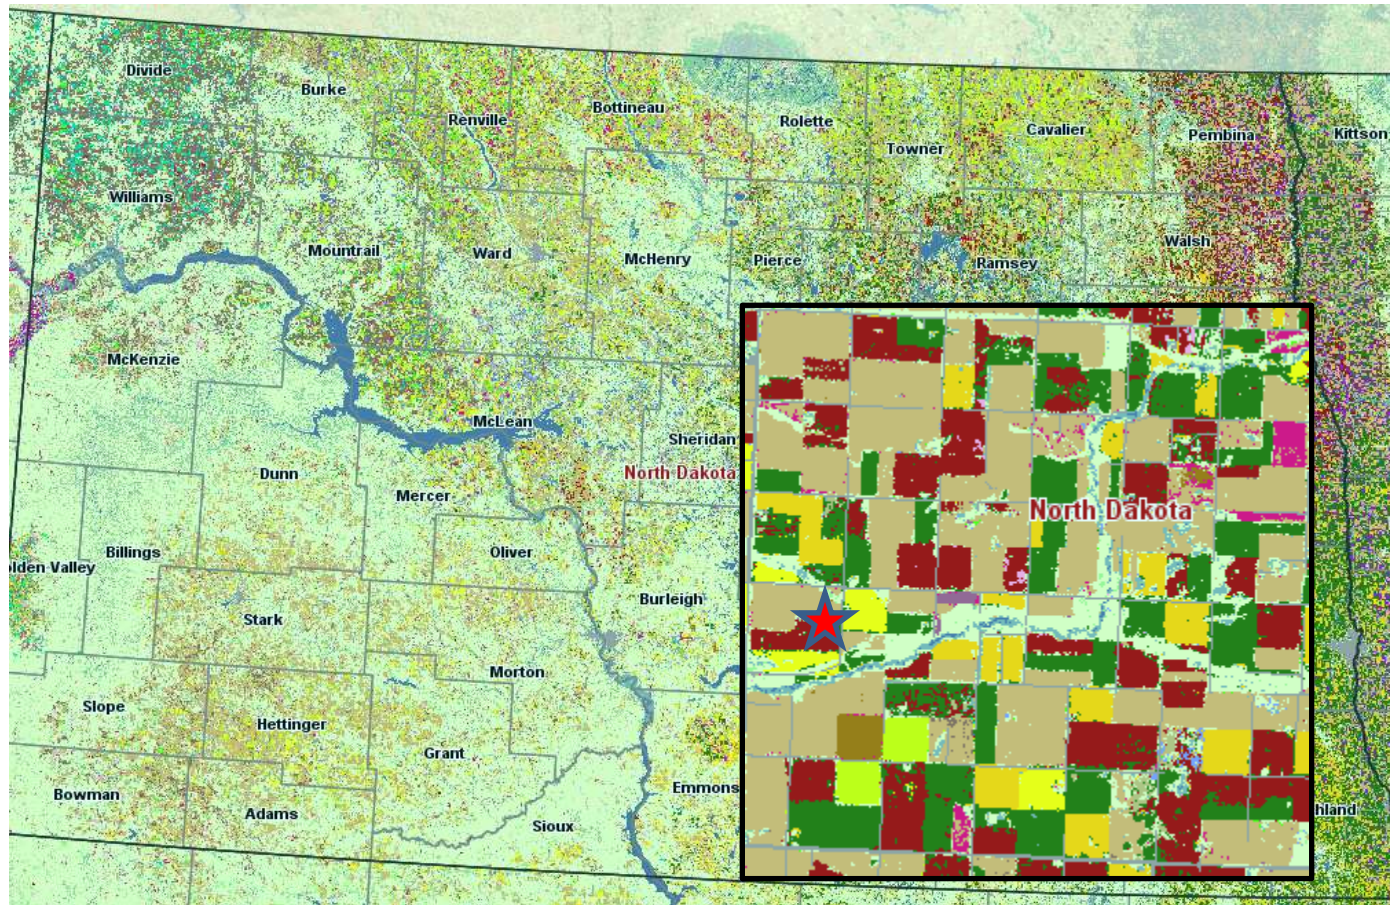 Divide
Burke
Renville
Bottineau
Rolette
Towner
Cavalier
Pembina
Kittson
Williams
Mountrail
Ward
McHenry
Pierce
Ramsey
Walsh
McKenzie
McLean
Sheridan
North Dakota
Dunn
Mercer
North Dakota
Billings
olden Valley
Oliver
Burleigh
Stark
Morton
Slope
Hettinger
Grant
Bowman
Adams
Emmons
Sioux
hland